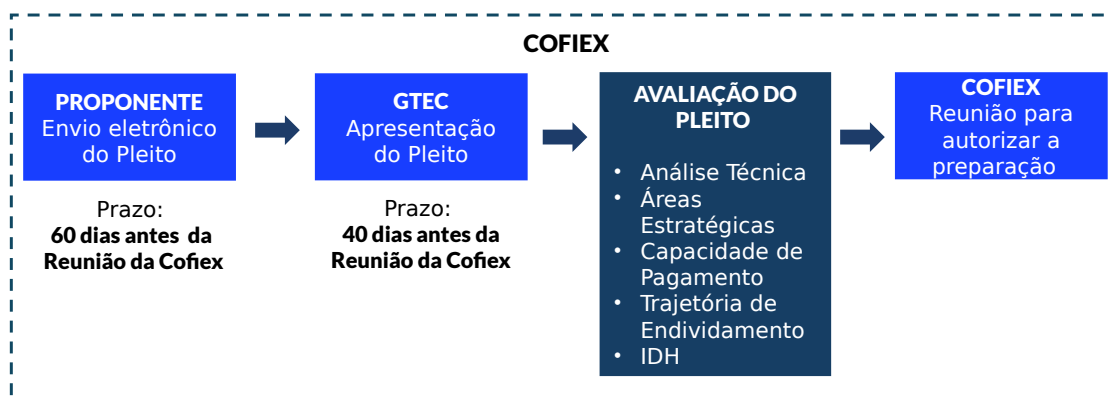 COFIEX
PROPONENTE
Envio eletrônico
do Pleito
Prazo:
60 dias antes da
Reunião da Cofiex
GTEC
Apresentação
do Pleito
Prazo:
40 dias antes da
Reunião da Cofiex
AVALIAÇÃO DO
PLEITO
• Análise Técnica
• Áreas
Estratégicas
• Capacidade de
Pagamento
• Trajetória de
Endividamento
• IDH
COFIEX
Reunião para
autorizar a
preparação